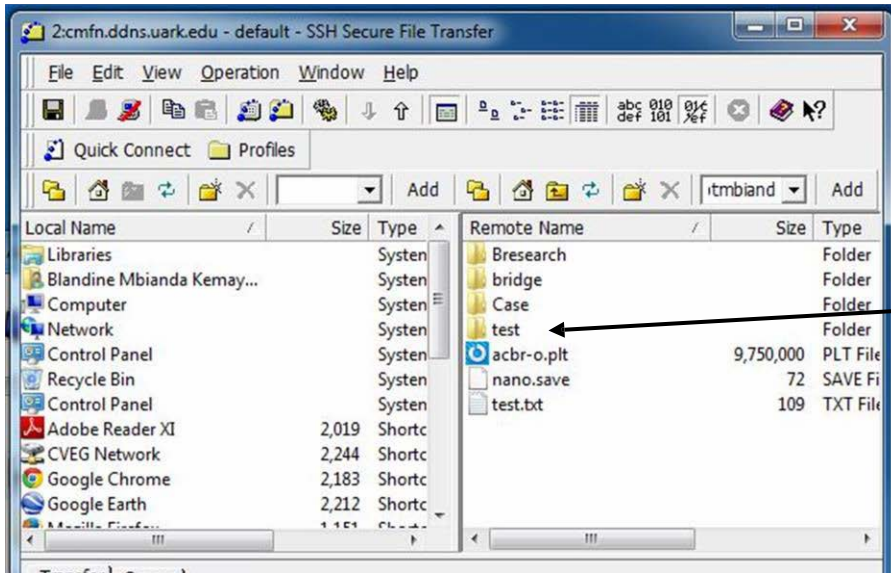 2:cmfn.ddns.uark.edu - default - SSH Secure File Transfer
File Edit View Operation Window Help
abc def 010 101
Quick Connect Profiles
Add Add
Local Name / Size Type Remote Name / Size Type
Libraries Systen Bresearch Folder
Blandine Mbianda Kemay... Systen bridge Folder
Computer Systen Case Folder
Network Systen test Folder
Control Panel Systen acbr-o.plt 9,750,000 PLT File
Recycle Bin Systen nano.save 72 SAVE Fi
Control Panel Systen test.txt 109 TXT File
Adobe Reader XI 2,019 Shortc
CVEG Network 2,244 Shortc
Google Chrome 2,183 Shortc
Google Earth 2,212 Shortc